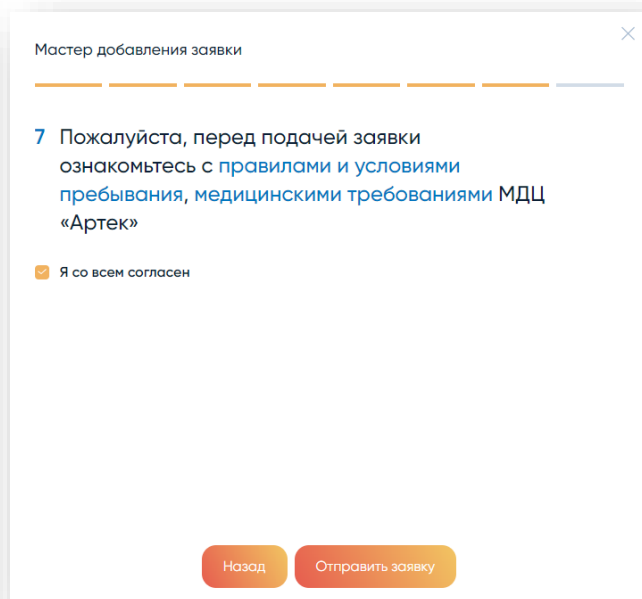 Мастер добавления заявки
7 Пожалуйста, перед подачей заявки
ознакомьтесь с правилами и условиями
пребывания, медицинскими требованиями МДЦ
«Артек»
Я со всем согласен
Назад Отправить заявку